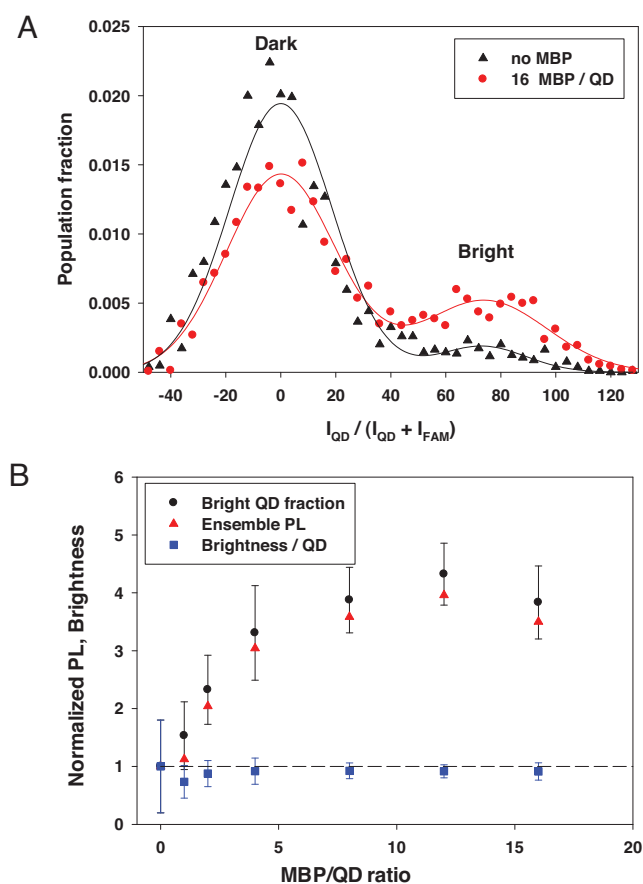 A
Dark
no MBP
16 MBP / QD
Bright
Population fraction
0.025
0.020
0.015
0.010
0.005
0.000
-40 -20 0 20 40 60 80 100 120
I_QD / (I_QD + I_FAM)
B
Bright QD fraction
Ensemble PL
Brightness / QD
Normalized PL, Brightness
6
5
4
3
2
1
0
0 5 10 15 20
MBP/QD ratio